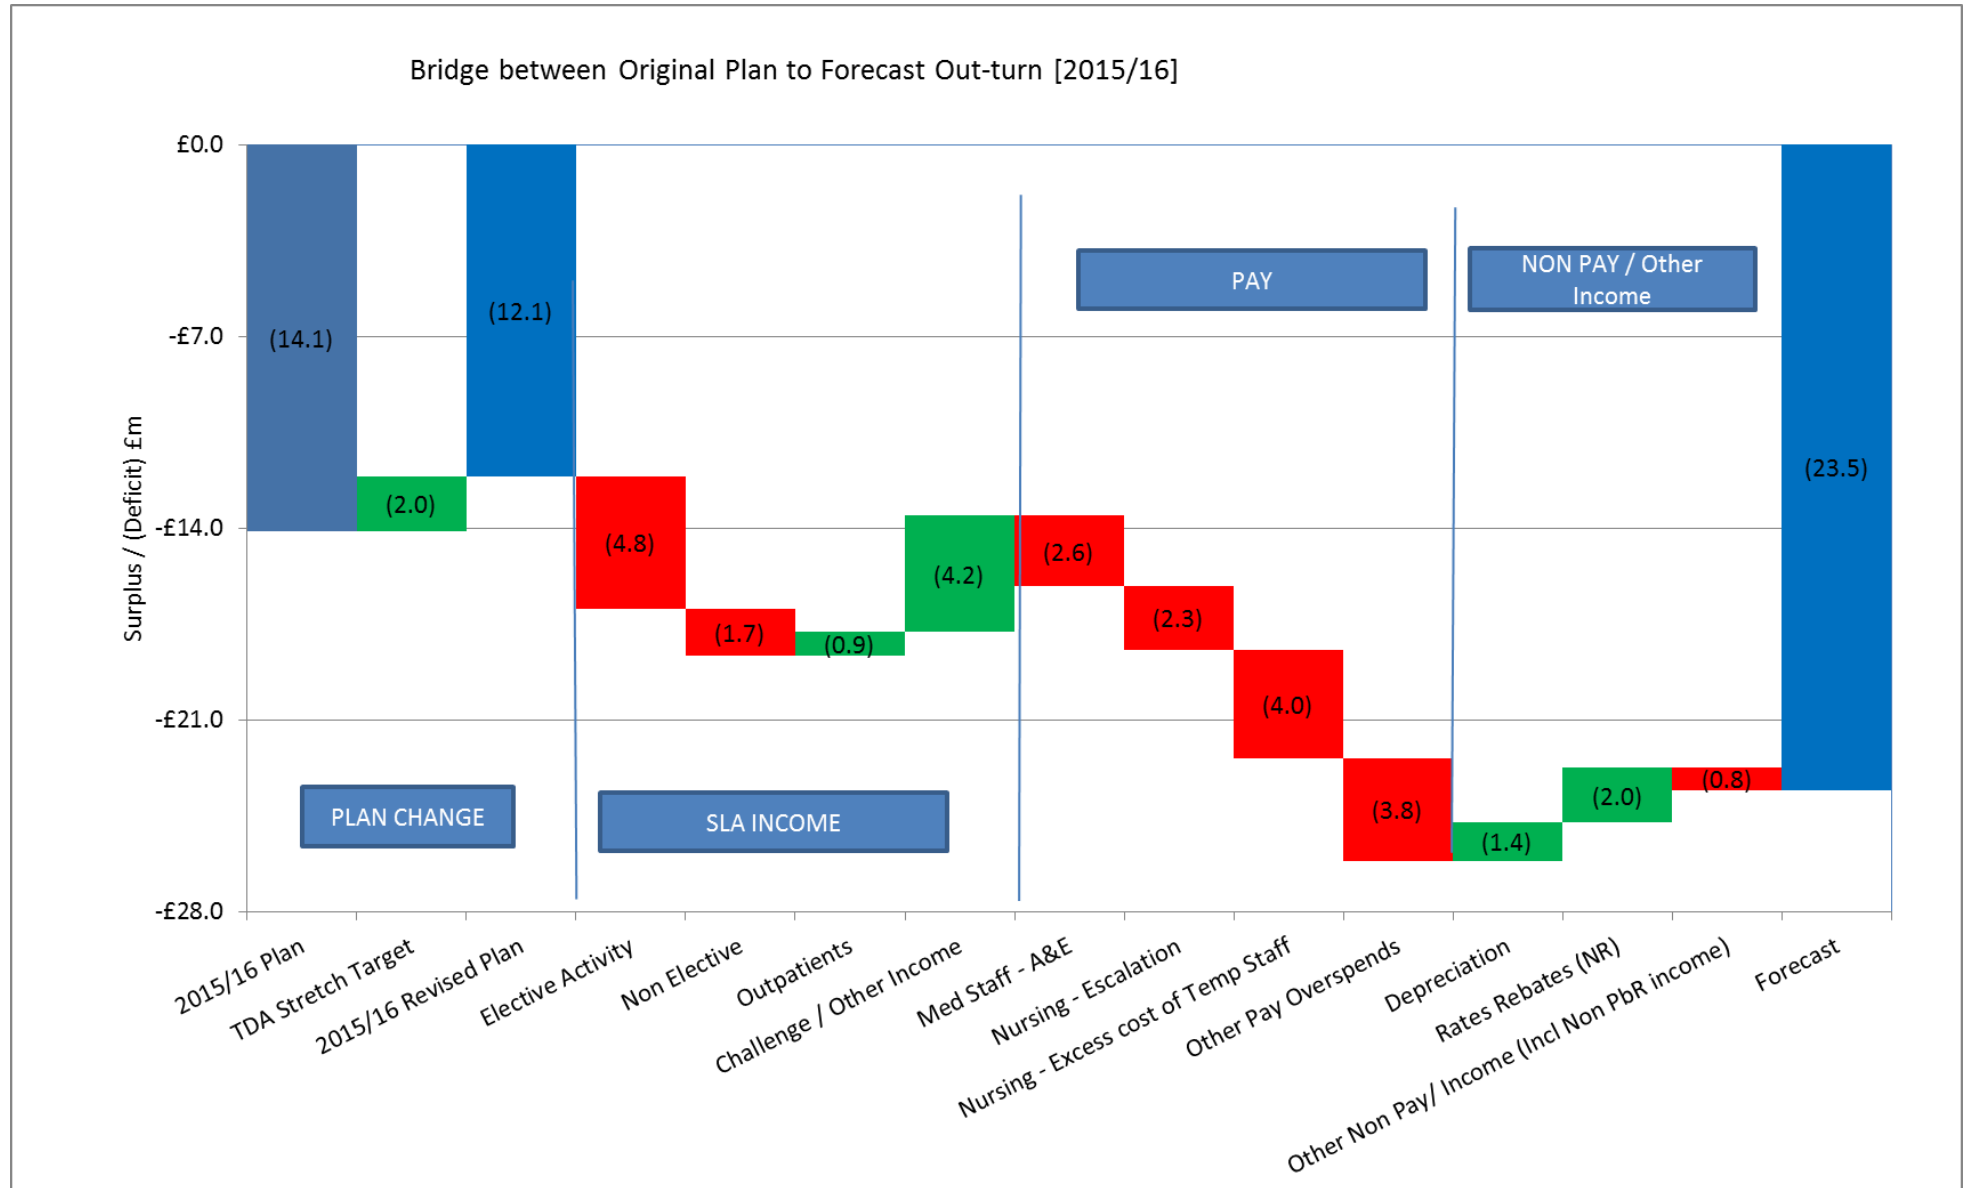 Bridge between Original Plan to Forecast Out-turn [2015/16]
Surplus / (Deficit) £m
£0.0
-£7.0
-£14.0
-£21.0
-£28.0
(14.1)
(2.0)
(12.1)
(4.8)
(1.7)
(0.9)
(4.2)
(2.6)
(2.3)
(4.0)
(3.8)
(1.4)
(2.0)
(0.8)
(23.5)
PLAN CHANGE
SLA INCOME
PAY
NON PAY / Other
Income
2015/16 Plan
TDA Stretch Target
2015/16 Revised Plan
Elective Activity
Non Elective
Outpatients
Challenge / Other Income
Med Staff - A&E
Nursing - Escalation
Nursing - Excess cost of Temp Staff
Other Pay Overspends
Depreciation
Rates Rebates (NR)
Other Non Pay/ Income (Incl Non PbR income)
Forecast